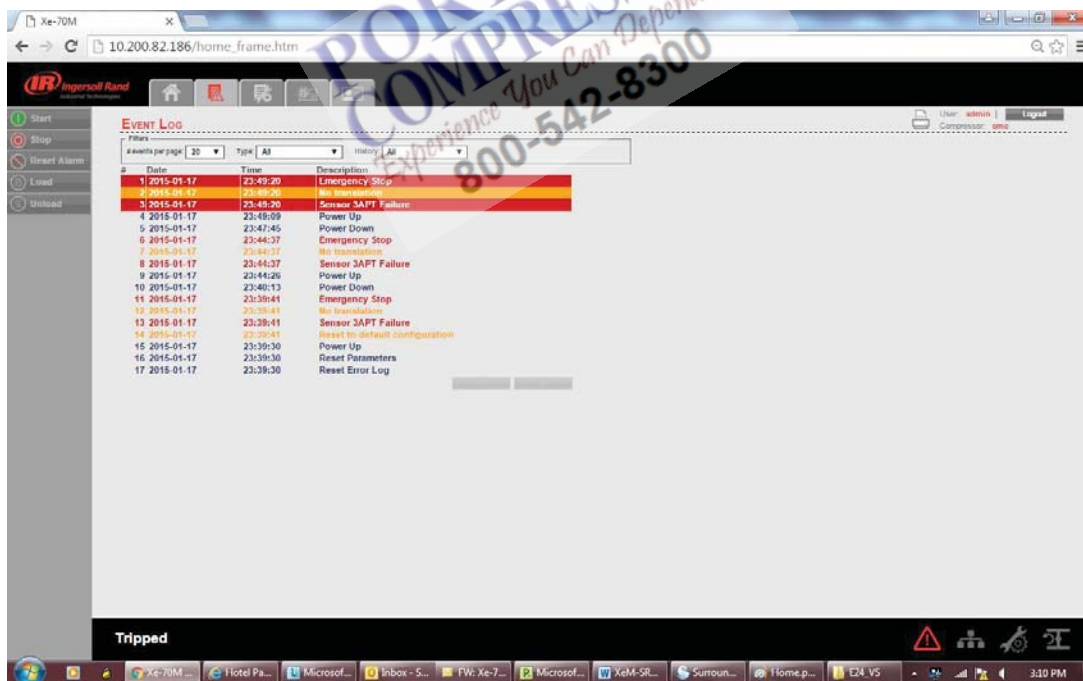 Xe-70M
10.200.82.186/home_frame.htm
COMPRES
Experience You Can Depen
800-542-8300
IR Ingersoll Rand
Industrial Technologies
Start
Stop
Reset Alarm
Load
Unload
User: admin | Logout
Compressor:
EVENT LOG
Filters
# events per page: 20 Type: All History: All
# Date Time Description
1 2015-01-17 23:49:20 Emergency Stop
2 2015-01-17 23:49:20 No translation
3 2015-01-17 23:49:20 Sensor 3APT Failure
4 2015-01-17 23:49:09 Power Up
5 2015-01-17 23:47:45 Power Down
6 2015-01-17 23:44:37 Emergency Stop
7 2015-01-17 23:44:37 No translation
8 2015-01-17 23:44:37 Sensor 3APT Failure
9 2015-01-17 23:44:26 Power Up
10 2015-01-17 23:40:13 Power Down
11 2015-01-17 23:39:41 Emergency Stop
12 2015-01-17 23:39:41 No translation
13 2015-01-17 23:39:41 Sensor 3APT Failure
14 2015-01-17 23:39:41 Reset to default configuration
15 2015-01-17 23:39:30 Power Up
16 2015-01-17 23:39:30 Reset Parameters
17 2015-01-17 23:39:30 Reset Error Log
Tripped
Xe-70M ... Hotel Pa... Microsof... Inbox - S... FW: Xe-7... Microsof... XeM-SR... Surroun... Home.p... E24_VS 3:10 PM